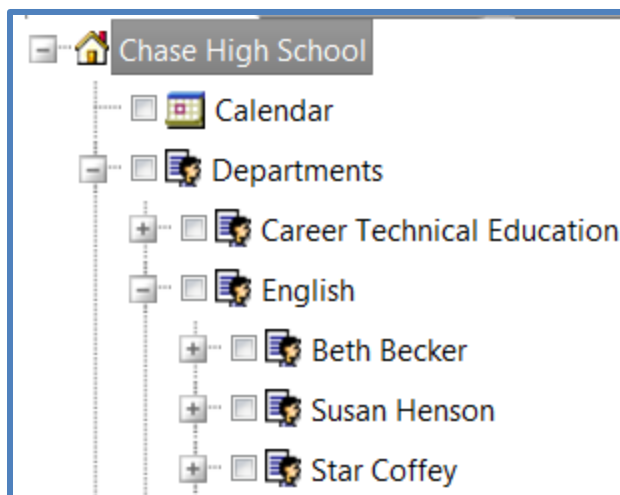 Chase High School
Calendar
Departments
Career Technical Education
English
Beth Becker
Susan Henson
Star Coffey